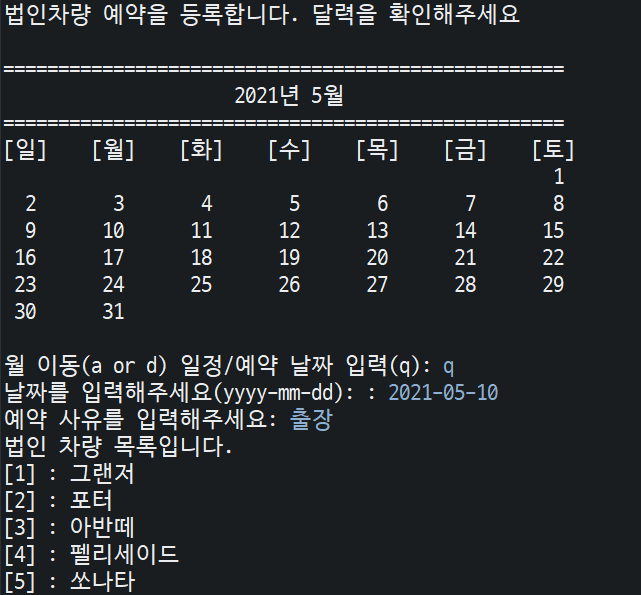 법인차량 예약을 등록합니다. 달력을 확인해주세요
===================================================
2021년 5월
===================================================
[일] [월] [화] [수] [목] [금] [토]
1
2 3 4 5 6 7 8
9 10 11 12 13 14 15
16 17 18 19 20 21 22
23 24 25 26 27 28 29
30 31
월 이동(a or d) 일정/예약 날짜 입력(q): q
날짜를 입력해주세요(yyyy-mm-dd): : 2021-05-10
예약 사유를 입력해주세요: 출장
법인 차량 목록입니다.
[1] : 그랜저
[2] : 포터
[3] : 아반떼
[4] : 펠리세이드
[5] : 쏘나타